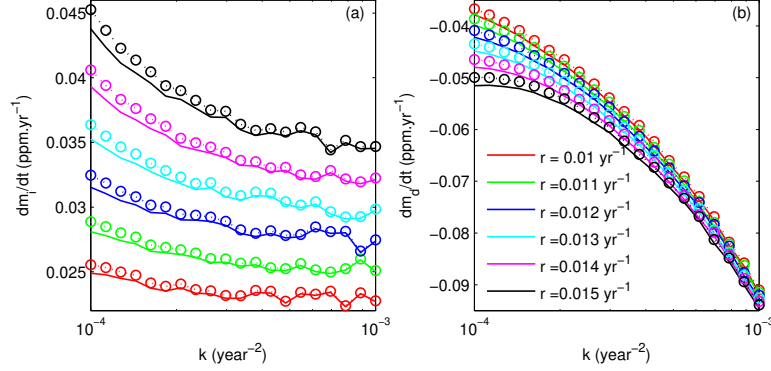 (a)
0.045
0.04
0.035
0.03
0.025
dm_i/dt (ppm.yr⁻¹)
10⁻⁴
10⁻³
k (year⁻²)
(b)
−0.04
−0.05
−0.06
−0.07
−0.08
−0.09
dm_d/dt (ppm.yr⁻¹)
r = 0.01 yr⁻¹
r = 0.011 yr⁻¹
r = 0.012 yr⁻¹
r = 0.013 yr⁻¹
r = 0.014 yr⁻¹
r = 0.015 yr⁻¹
10⁻⁴
10⁻³
k (year⁻²)